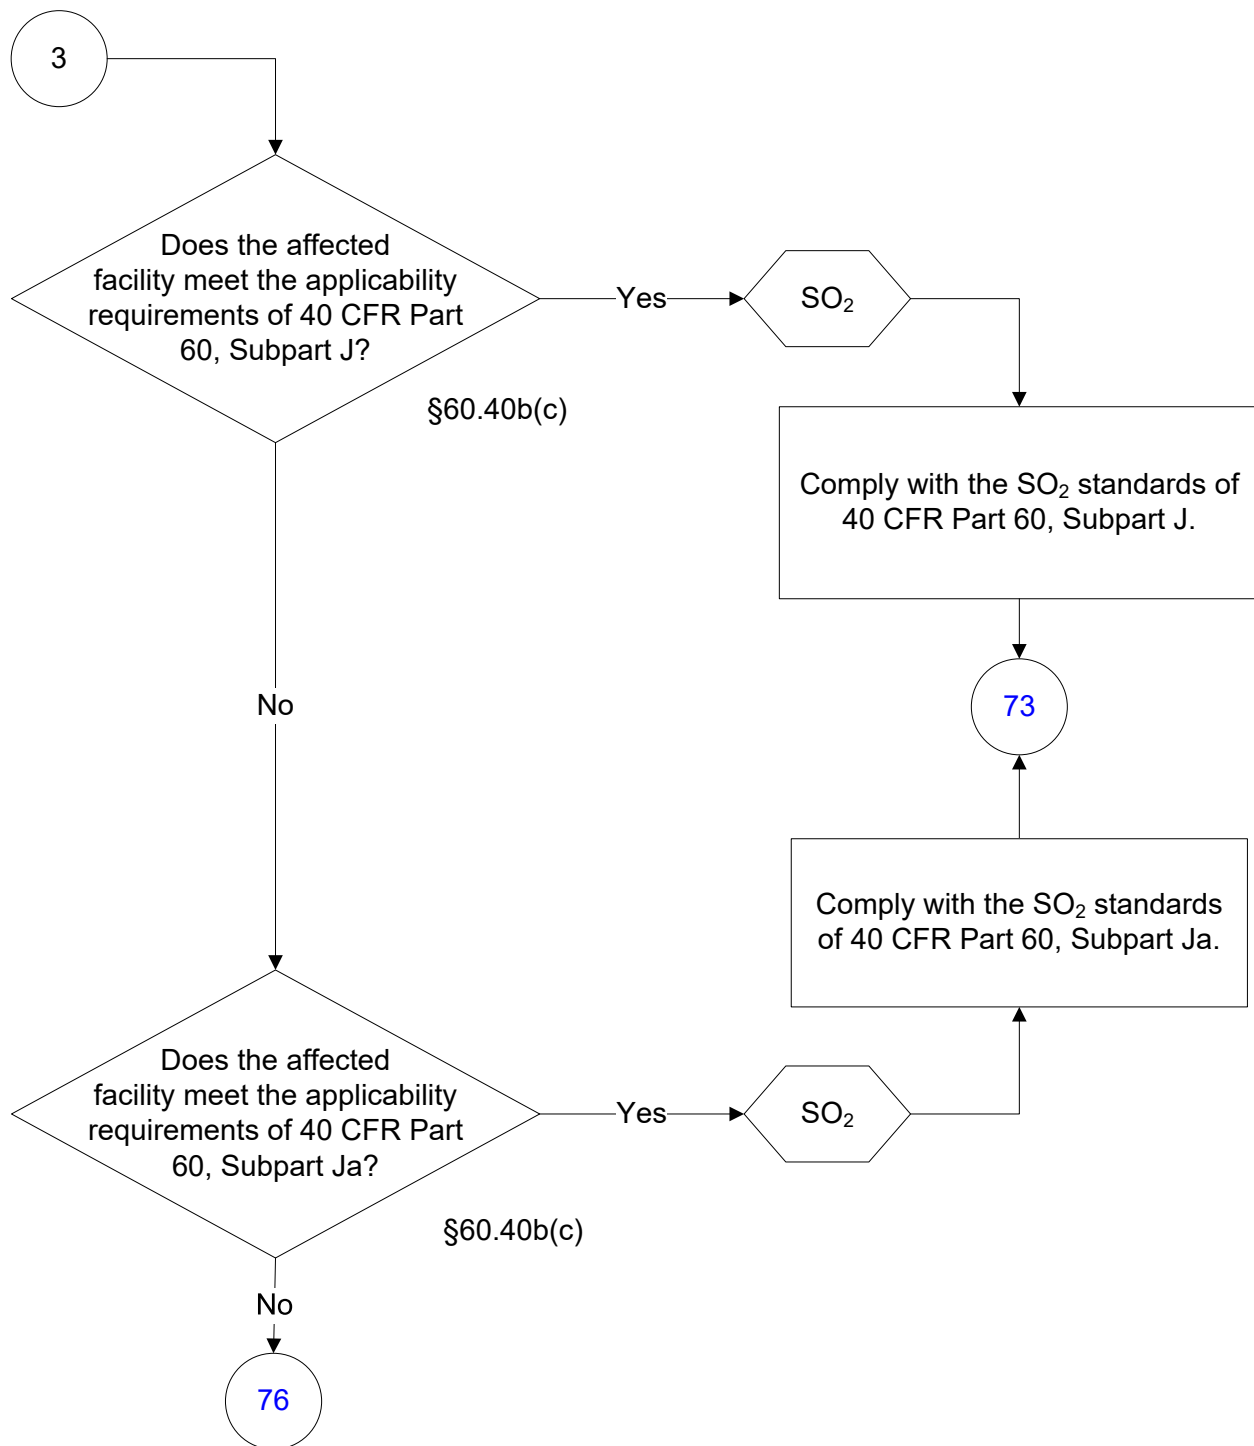 3
Does the affected
facility meet the applicability
requirements of 40 CFR Part
60, Subpart J?
Yes
SO₂
§60.40b(c)
Comply with the SO₂ standards of
40 CFR Part 60, Subpart J.
No
73
Comply with the SO₂ standards
of 40 CFR Part 60, Subpart Ja.
Does the affected
facility meet the applicability
requirements of 40 CFR Part
60, Subpart Ja?
Yes
SO₂
§60.40b(c)
No
76